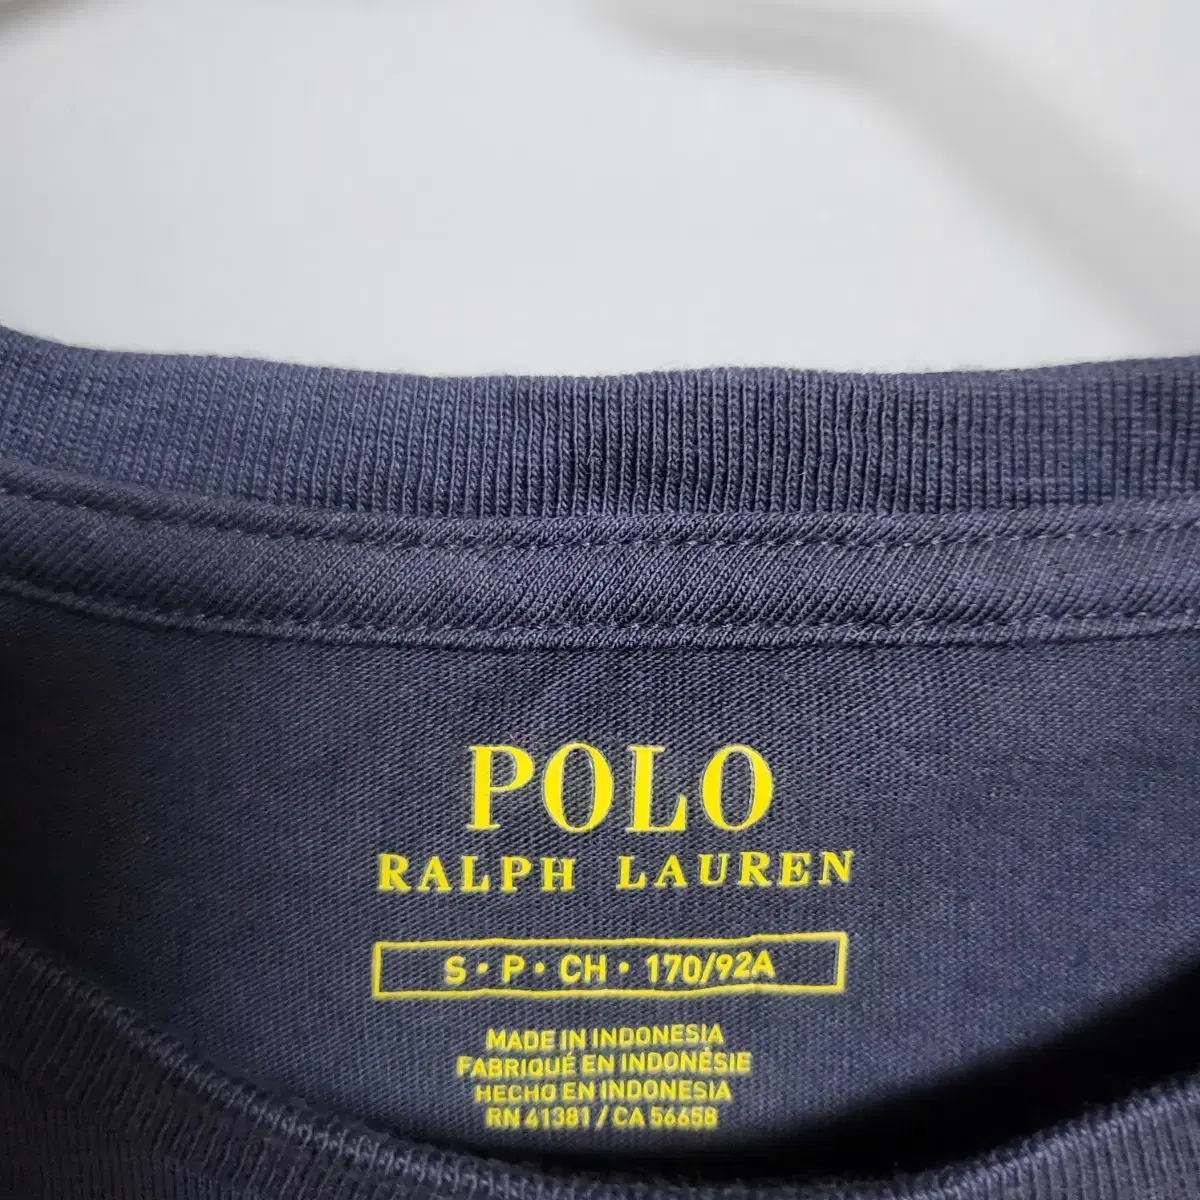 POLO
RALPH LAUREN
S • P • CH • 170/92A
MADE IN INDONESIA
FABRIQUÉ EN INDONÉSIE
HECHO EN INDONESIA
RN 41381 / CA 56658